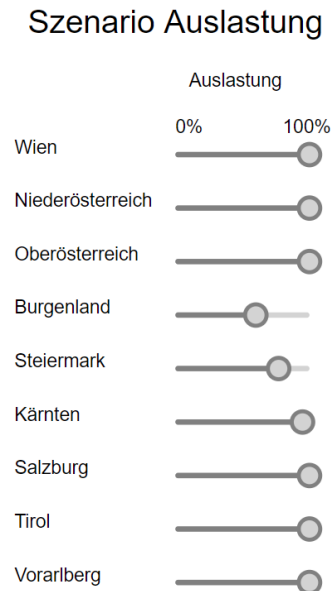 Szenario Auslastung
Auslastung
0% 100%
Wien
Niederösterreich
Oberösterreich
Burgenland
Steiermark
Kärnten
Salzburg
Tirol
Vorarlberg